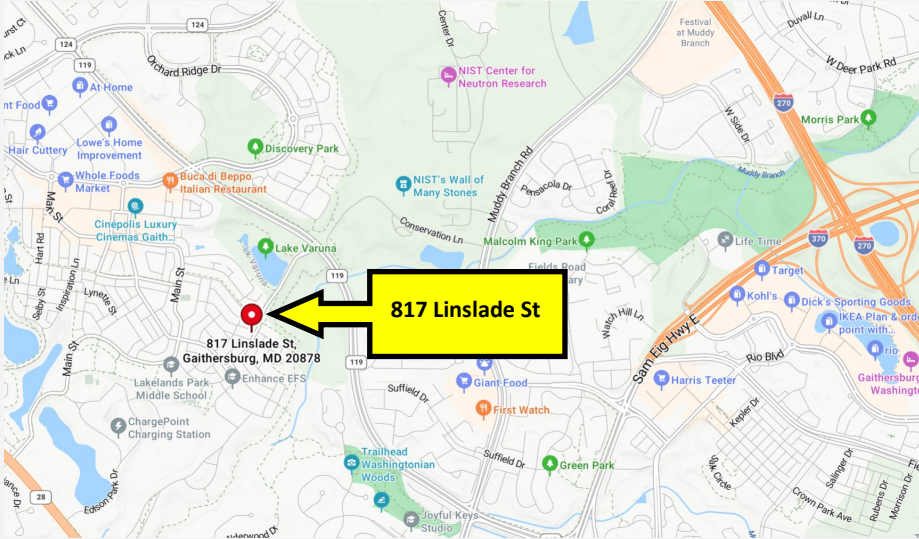 124
Center Dr
Festival
at Muddy
Branch
Duvall Ln
124
119
Orchard Ridge Dr
W Deer Park Rd
NIST Center for
Neutron Research
At Home
270
nt Food
Morris Park
Hair Cuttery
Lowe's Home
Improvement
W Side Dr
Discovery Park
Muddy Branch Rd
Muddy Branch
Whole Foods
Market
Buca di Beppo
Italian Restaurant
NIST's Wall of
Many Stones
Pensacola Dr
Coral Reef Dr
Main St
Cinépolis Luxury
Cinemas Gaith...
Conservation Ln
Malcolm King Park
Life Time
370
270
Hart Rd
Lake Varuna
Fields Road
119
Target
Selby St
Inspiration Ln
Lynette St
Main St
817 Linslade St
Kohl's
Dick's Sporting Goods
IKEA Plan & orde
point with...
Watch Hill Ln
Sam Eig Hwy E
817 Linslade St,
Gaithersburg, MD 20878
Main St
119
Rio Blvd
rio
Lakelands Park
Middle School
Enhance EFS
Giant Food
Harris Teeter
Gaithersburg
Washingt
Suffield Dr
First Watch
Kepler Dr
ChargePoint
Charging Station
Trailhead
Washingtonian
Woods
Suffield Dr
Green Park
Salinger Dr
28
Edison Park Dr
Crown Park Ave
Rubens Dr
Morrison Dr
Joyful Keys
Studio